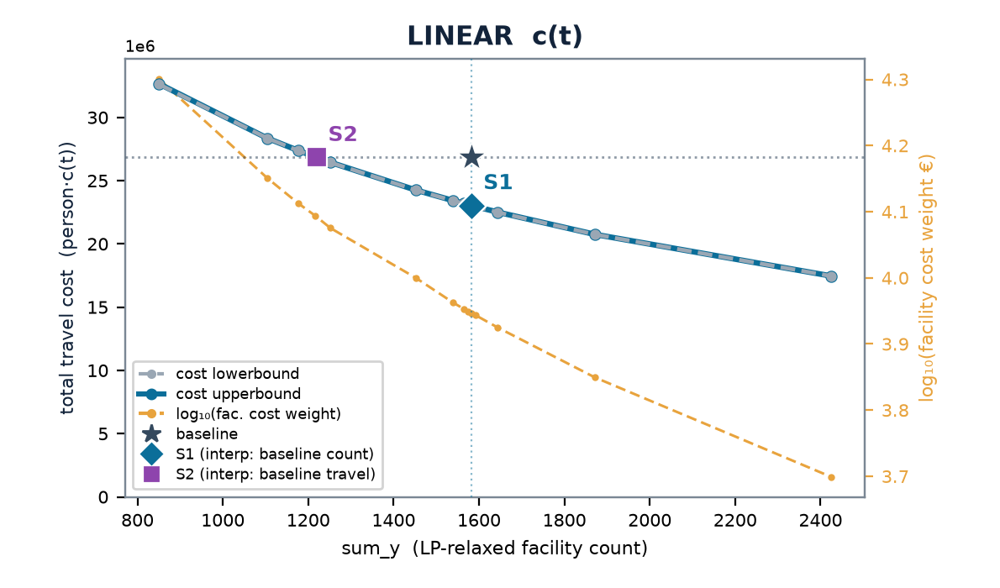 LINEAR c(t)
1e6
30
25
20
15
10
5
0
total travel cost (person·c(t))
S2
S1
4.3
4.2
4.1
4.0
3.9
3.8
3.7
log₁₀(facility cost weight €)
cost lowerbound
cost upperbound
log₁₀(fac. cost weight)
baseline
S1 (interp: baseline count)
S2 (interp: baseline travel)
800 1000 1200 1400 1600 1800 2000 2200 2400
sum_y (LP-relaxed facility count)